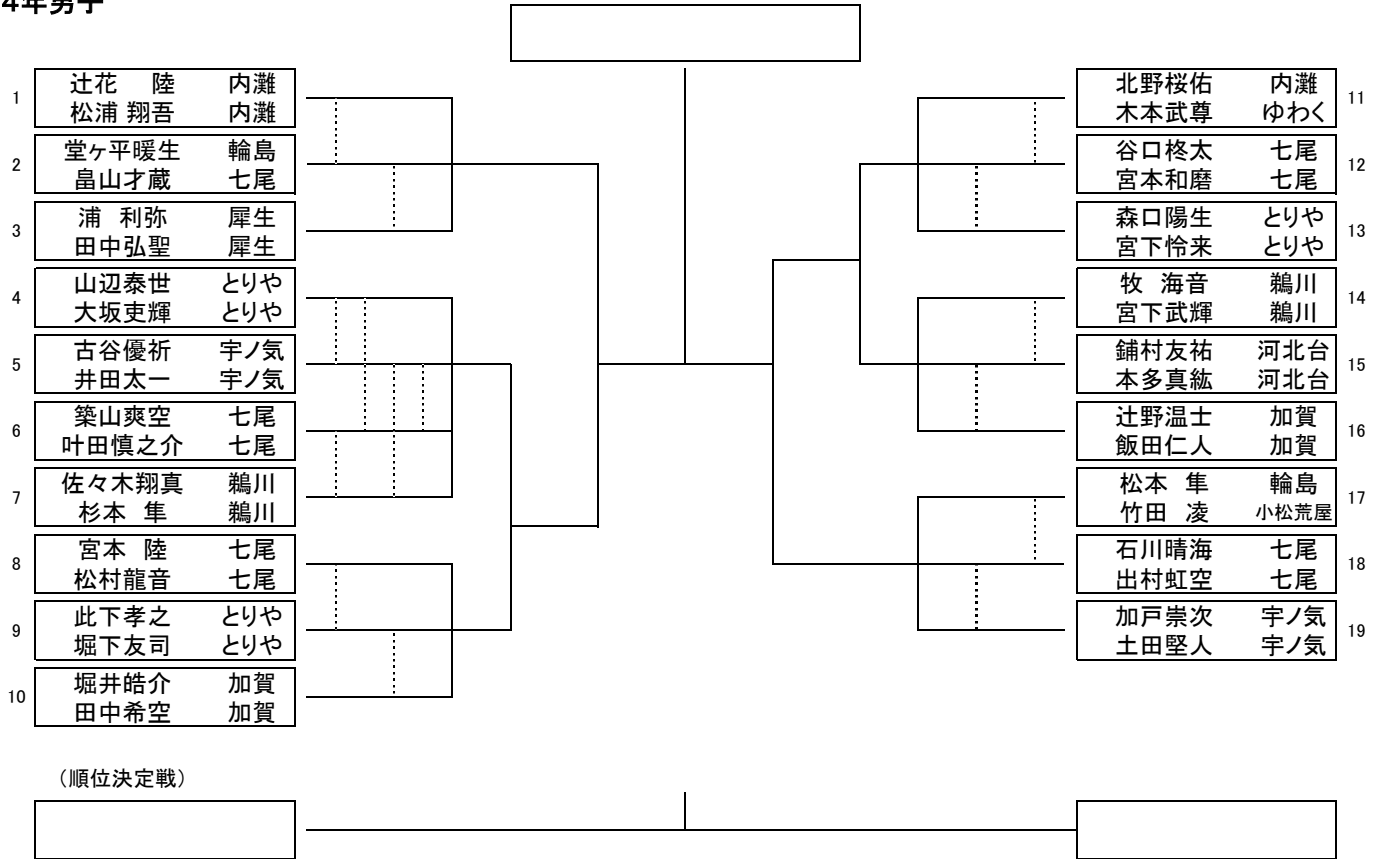 4年男子
1 辻花 陸 内灘
松浦 翔吾 内灘
2 堂ヶ平暖生 輪島
畠山才蔵 七尾
3 浦 利弥 犀生
田中弘聖 犀生
4 山辺泰世 とりや
大坂吏輝 とりや
5 古谷優祈 宇ノ気
井田太一 宇ノ気
6 築山爽空 七尾
叶田慎之介 七尾
7 佐々木翔真 鵜川
杉本 隼 鵜川
8 宮本 陸 七尾
松村龍音 七尾
9 此下孝之 とりや
堀下友司 とりや
10 堀井皓介 加賀
田中希空 加賀
北野桜佑 内灘 11
木本武尊 ゆわく
谷口柊太 七尾 12
宮本和磨 七尾
森口陽生 とりや 13
宮下怜来 とりや
牧 海音 鵜川 14
宮下武輝 鵜川
鋪村友祐 河北台 15
本多真紘 河北台
辻野温士 加賀 16
飯田仁人 加賀
松本 隼 輪島 17
竹田 凌 小松荒屋
石川晴海 七尾 18
出村虹空 七尾
加戸崇次 宇ノ気 19
土田堅人 宇ノ気
（順位決定戦）